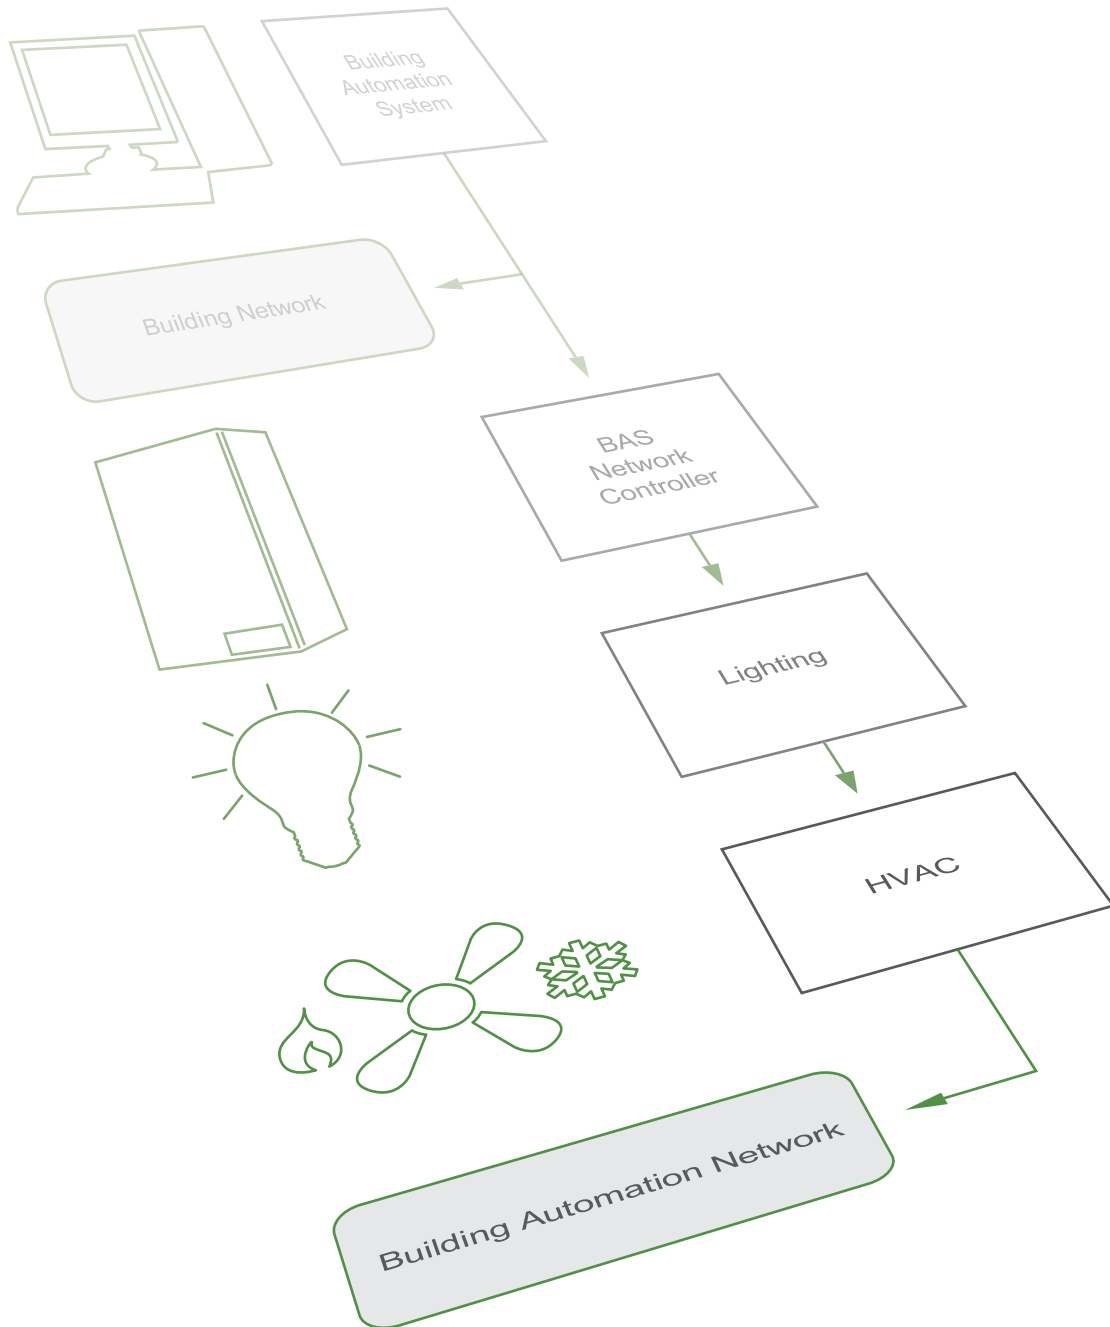 Building
Automation
System
Building Network
BAS
Network
Controller
Lighting
HVAC
Building Automation Network